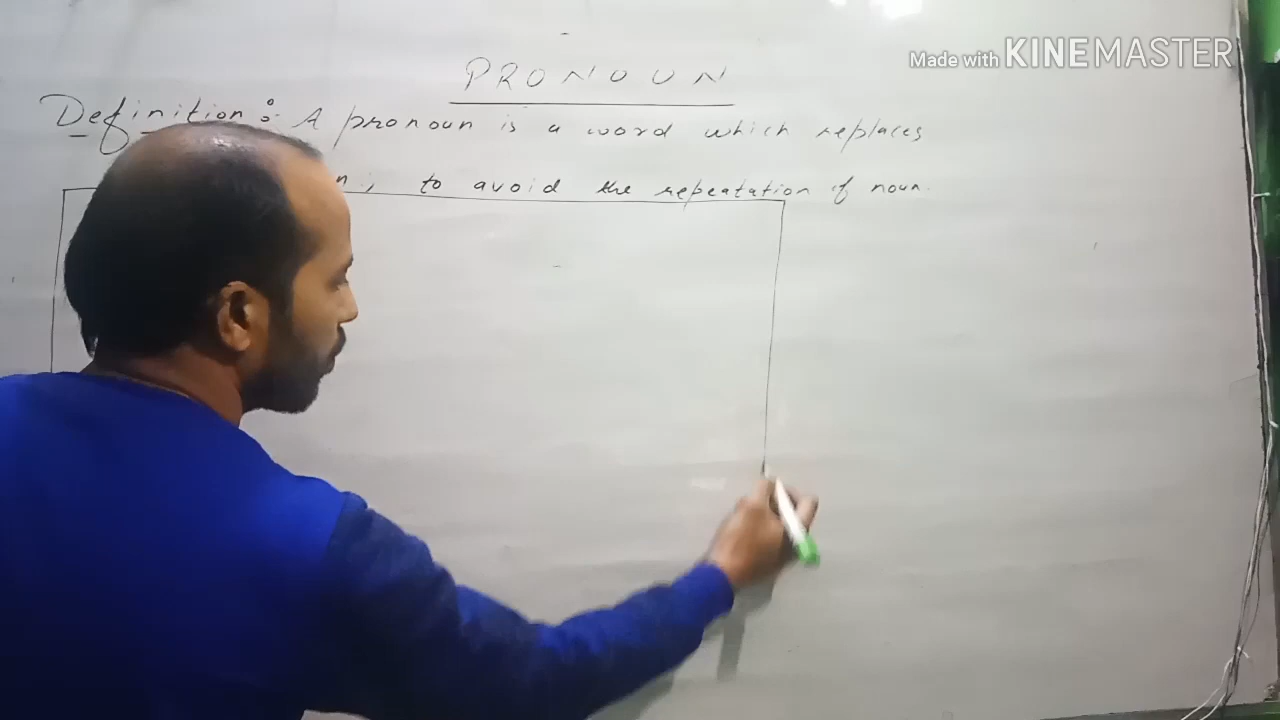 Made with KINEMASTER
PRONOUN
Definition :- A pronoun is a word which replaces
to avoid the repeatation of noun.